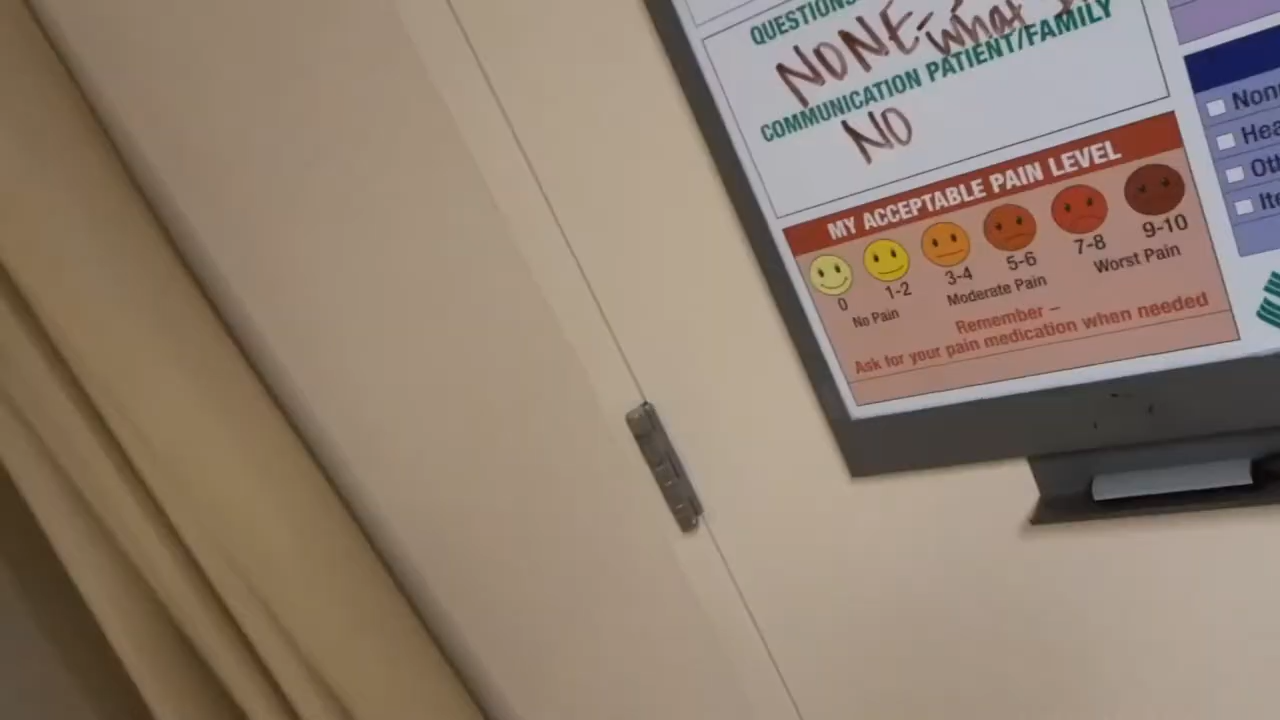 QUESTIONS
NONE - what
COMMUNICATION PATIENT/FAMILY
NO
MY ACCEPTABLE PAIN LEVEL
0 1-2 3-4 5-6 7-8 9-10
No Pain Moderate Pain Worst Pain
Remember –
Ask for your pain medication when needed